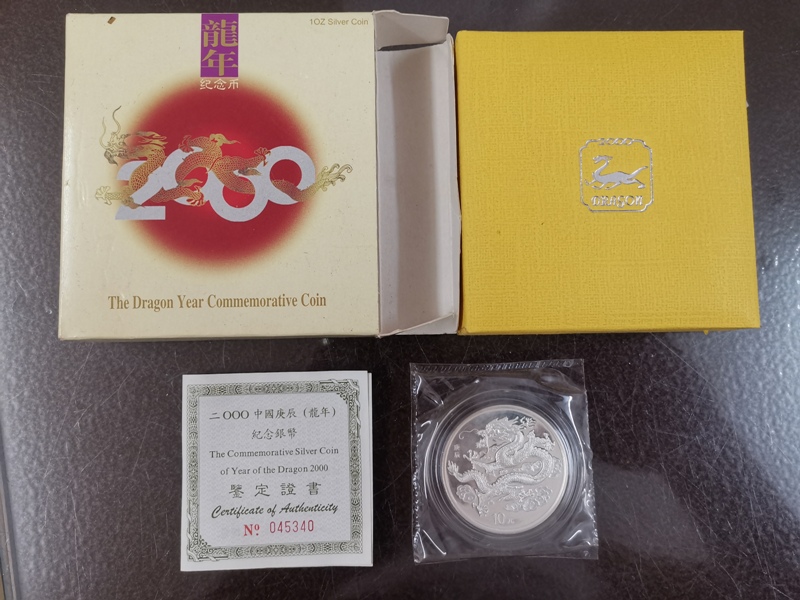 1OZ Silver Coin
龍年
纪念币
2000
The Dragon Year Commemorative Coin
DRAGON
二OOO 中國庚辰（龍年）
紀念銀幣
The Commemorative Silver Coin
of Year of the Dragon 2000
鑒定證書
Certificate of Authenticity
Nº 045340
10元